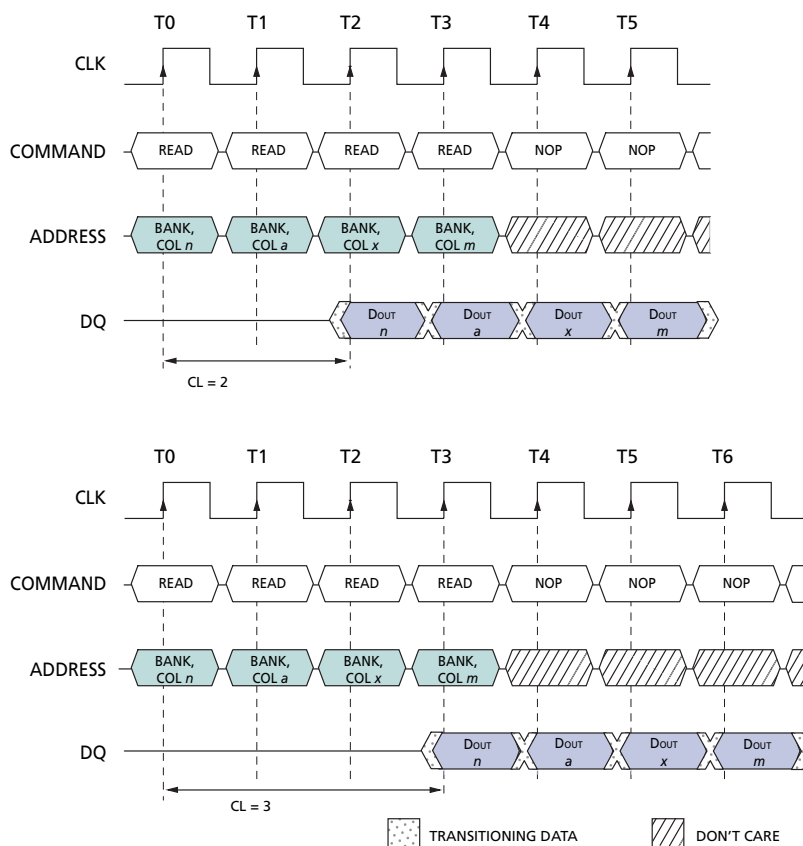 T0 T1 T2 T3 T4 T5
CLK
COMMAND READ READ READ READ NOP NOP
ADDRESS BANK, COL n BANK, COL a BANK, COL x BANK, COL m
DQ DOUT n DOUT a DOUT x DOUT m
CL = 2
T0 T1 T2 T3 T4 T5 T6
CLK
COMMAND READ READ READ READ NOP NOP NOP
ADDRESS BANK, COL n BANK, COL a BANK, COL x BANK, COL m
DQ DOUT n DOUT a DOUT x DOUT m
CL = 3
TRANSITIONING DATA DON'T CARE